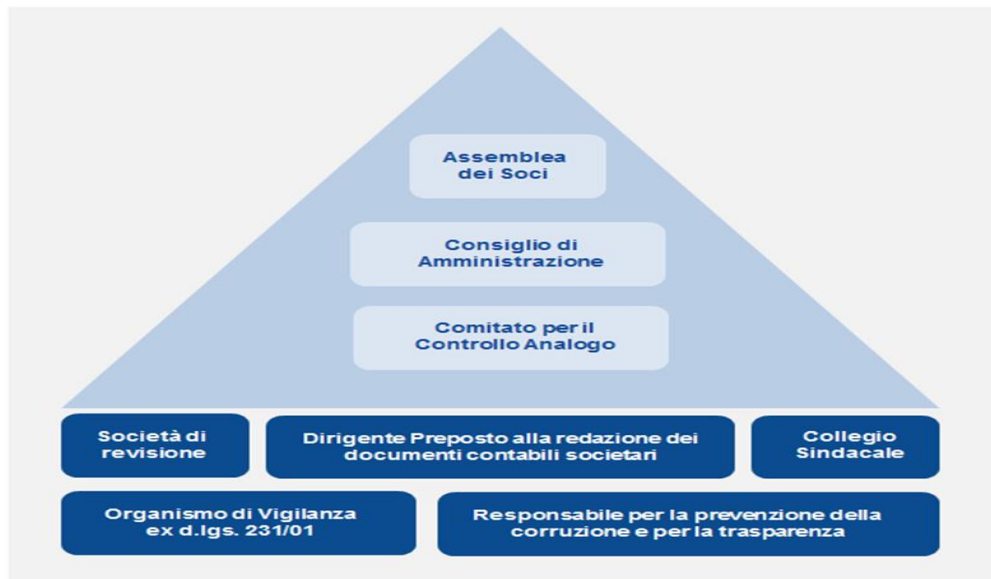 Assemblea
dei Soci
Consiglio di
Amministrazione
Comitato per il
Controllo Analogo
Società di
revisione
Dirigente Preposto alla redazione dei
documenti contabili societari
Collegio
Sindacale
Organismo di Vigilanza
ex d.lgs. 231/01
Responsabile per la prevenzione della
corruzione e per la trasparenza